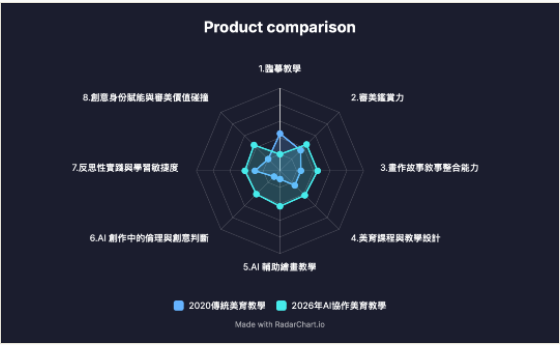 Product comparison
1.臨摹教學
8.創意身份賦能與審美價值碰撞
2.審美鑑賞力
7.反思性實踐與學習敏捷度
3.畫作故事敘事整合能力
6.AI 創作中的倫理與創意判斷
4.美育課程與教學設計
5.AI 輔助繪畫教學
2020傳統美育教學
2026年AI協作美育教學
Made with RadarChart.io